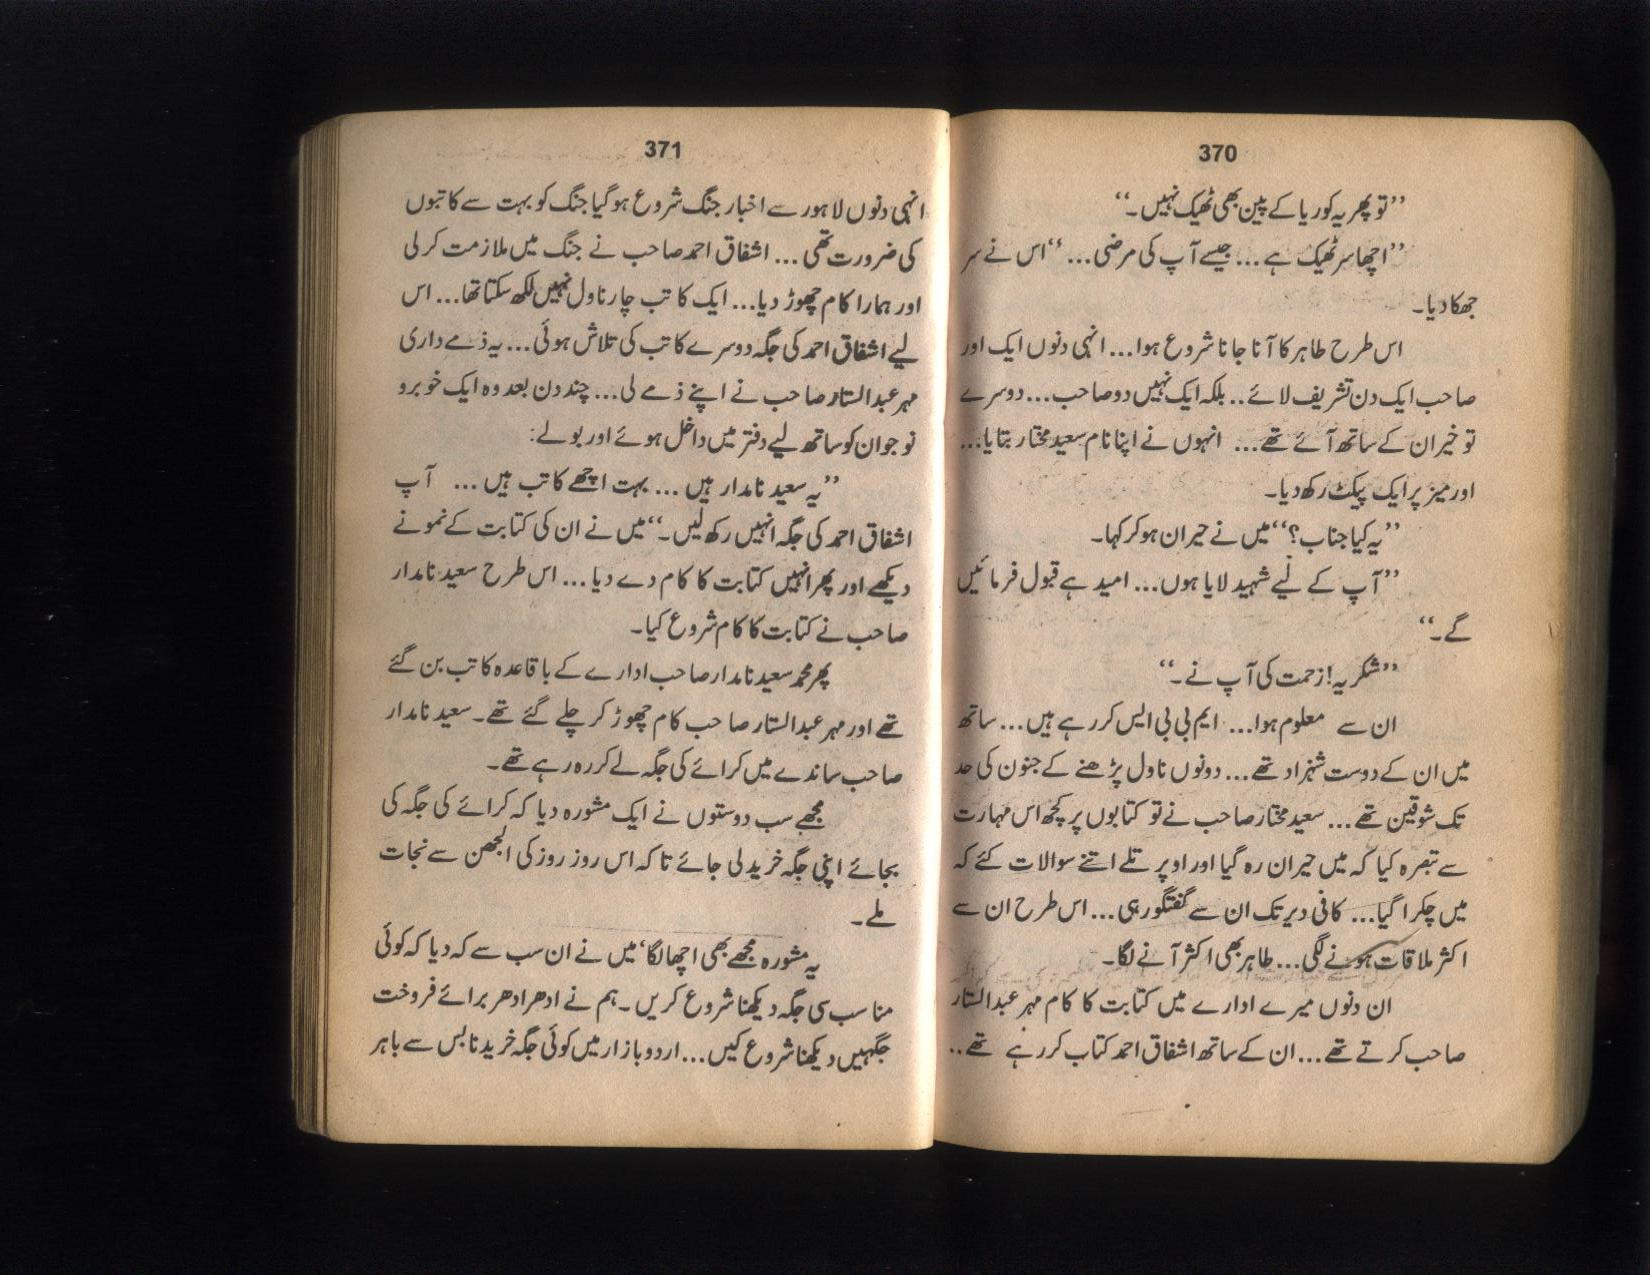 370
”تو پھر یہ کوریا کے پین بھی ٹھیک نہیں۔“
”اچھا سر ٹھیک ہے... جیسے آپ کی مرضی...“ اس نے سر
جھکا دیا۔
اس طرح طاہر کا آنا جانا شروع ہوا... انہی دنوں ایک اور
صاحب ایک دن تشریف لائے.. بلکہ ایک نہیں دو صاحب... دوسرے
تو خیر ان کے ساتھ آئے تھے... انہوں نے اپنا نام سعید مختار بتایا...
اور میز پر ایک پیکٹ رکھ دیا۔
”یہ کیا جناب؟“ میں نے حیران ہو کر کہا۔
”آپ کے لیے شہید لایا ہوں... امید ہے قبول فرمائیں
گے۔“
”شکریہ! زحمت کی آپ نے۔“
ان سے معلوم ہوا... ایم بی بی ایس کر رہے ہیں... ساتھ
میں ان کے دوست شہزاد تھے... دونوں ناول پڑھنے کے جنون کی حد
تک شوقین تھے... سعید مختار صاحب نے تو کتابوں پر کچھ اس مہارت
سے تبصرہ کیا کہ میں حیران رہ گیا اور اوپر تلے اتنے سوالات کئے کہ
میں چکرا گیا... کافی دیر تک ان سے گفتگو رہی... اس طرح ان سے
اکثر ملاقات ہونے لگی... طاہر بھی اکثر آنے لگا۔
ان دنوں میرے ادارے میں کتابت کا کام مہر عبدالستار
صاحب کرتے تھے... ان کے ساتھ اشفاق احمد کتاب کر رہے تھے..
371
انہی دنوں لاہور سے اخبار جنگ شروع ہو گیا جنگ کو بہت سے کاتبوں
کی ضرورت تھی... اشفاق احمد صاحب نے جنگ میں ملازمت کر لی
اور ہمارا کام چھوڑ دیا... ایک کاتب چار ناول نہیں لکھ سکتا تھا... اس
لیے اشفاق احمد کی جگہ دوسرے کاتب کی تلاش ہوئی... یہ ذمے داری
مہر عبدالستار صاحب نے اپنے ذمے لی... چند دن بعد وہ ایک خوبرو
نوجوان کو ساتھ لیے دفتر میں داخل ہوئے اور بولے:
”یہ سعید نامدار ہیں... بہت اچھے کاتب ہیں... آپ
اشفاق احمد کی جگہ انہیں رکھ لیں۔“ میں نے ان کی کتابت کے نمونے
دیکھے اور پھر انہیں کتابت کا کام دے دیا... اس طرح سعید نامدار
صاحب نے کتابت کا کام شروع کیا۔
پھر محمد سعید نامدار صاحب ادارے کے باقاعدہ کاتب بن گئے
تھے اور مہر عبدالستار صاحب کام چھوڑ کر چلے گئے تھے۔ سعید نامدار
صاحب ساندے میں کرائے کی جگہ لے کر رہ رہے تھے۔
مجھے سب دوستوں نے ایک مشورہ دیا کہ کرائے کی جگہ کی
بجائے اپنی جگہ خرید لی جائے تاکہ اس روز روز کی الجھن سے نجات
ملے۔
یہ مشورہ مجھے بھی اچھا لگا‘ میں نے ان سب سے کہ دیا کہ کوئی
مناسب سی جگہ دیکھنا شروع کریں۔ ہم نے ادھر ادھر برائے فروخت
جگہیں دیکھنا شروع کیں... اردو بازار میں کوئی جگہ خریدنا بس سے باہر